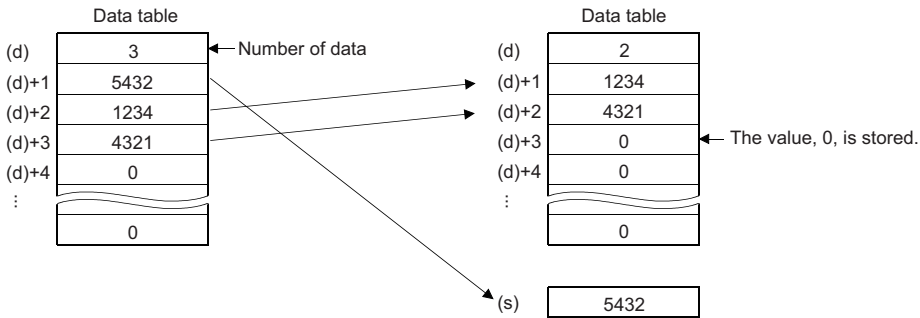 Data table
Data table
(d) 3 Number of data (d) 2
(d)+1 5432 (d)+1 1234
(d)+2 1234 (d)+2 4321
(d)+3 4321 (d)+3 0 The value, 0, is stored.
(d)+4 0 (d)+4 0
⋮ ⋮
0 0
(s) 5432